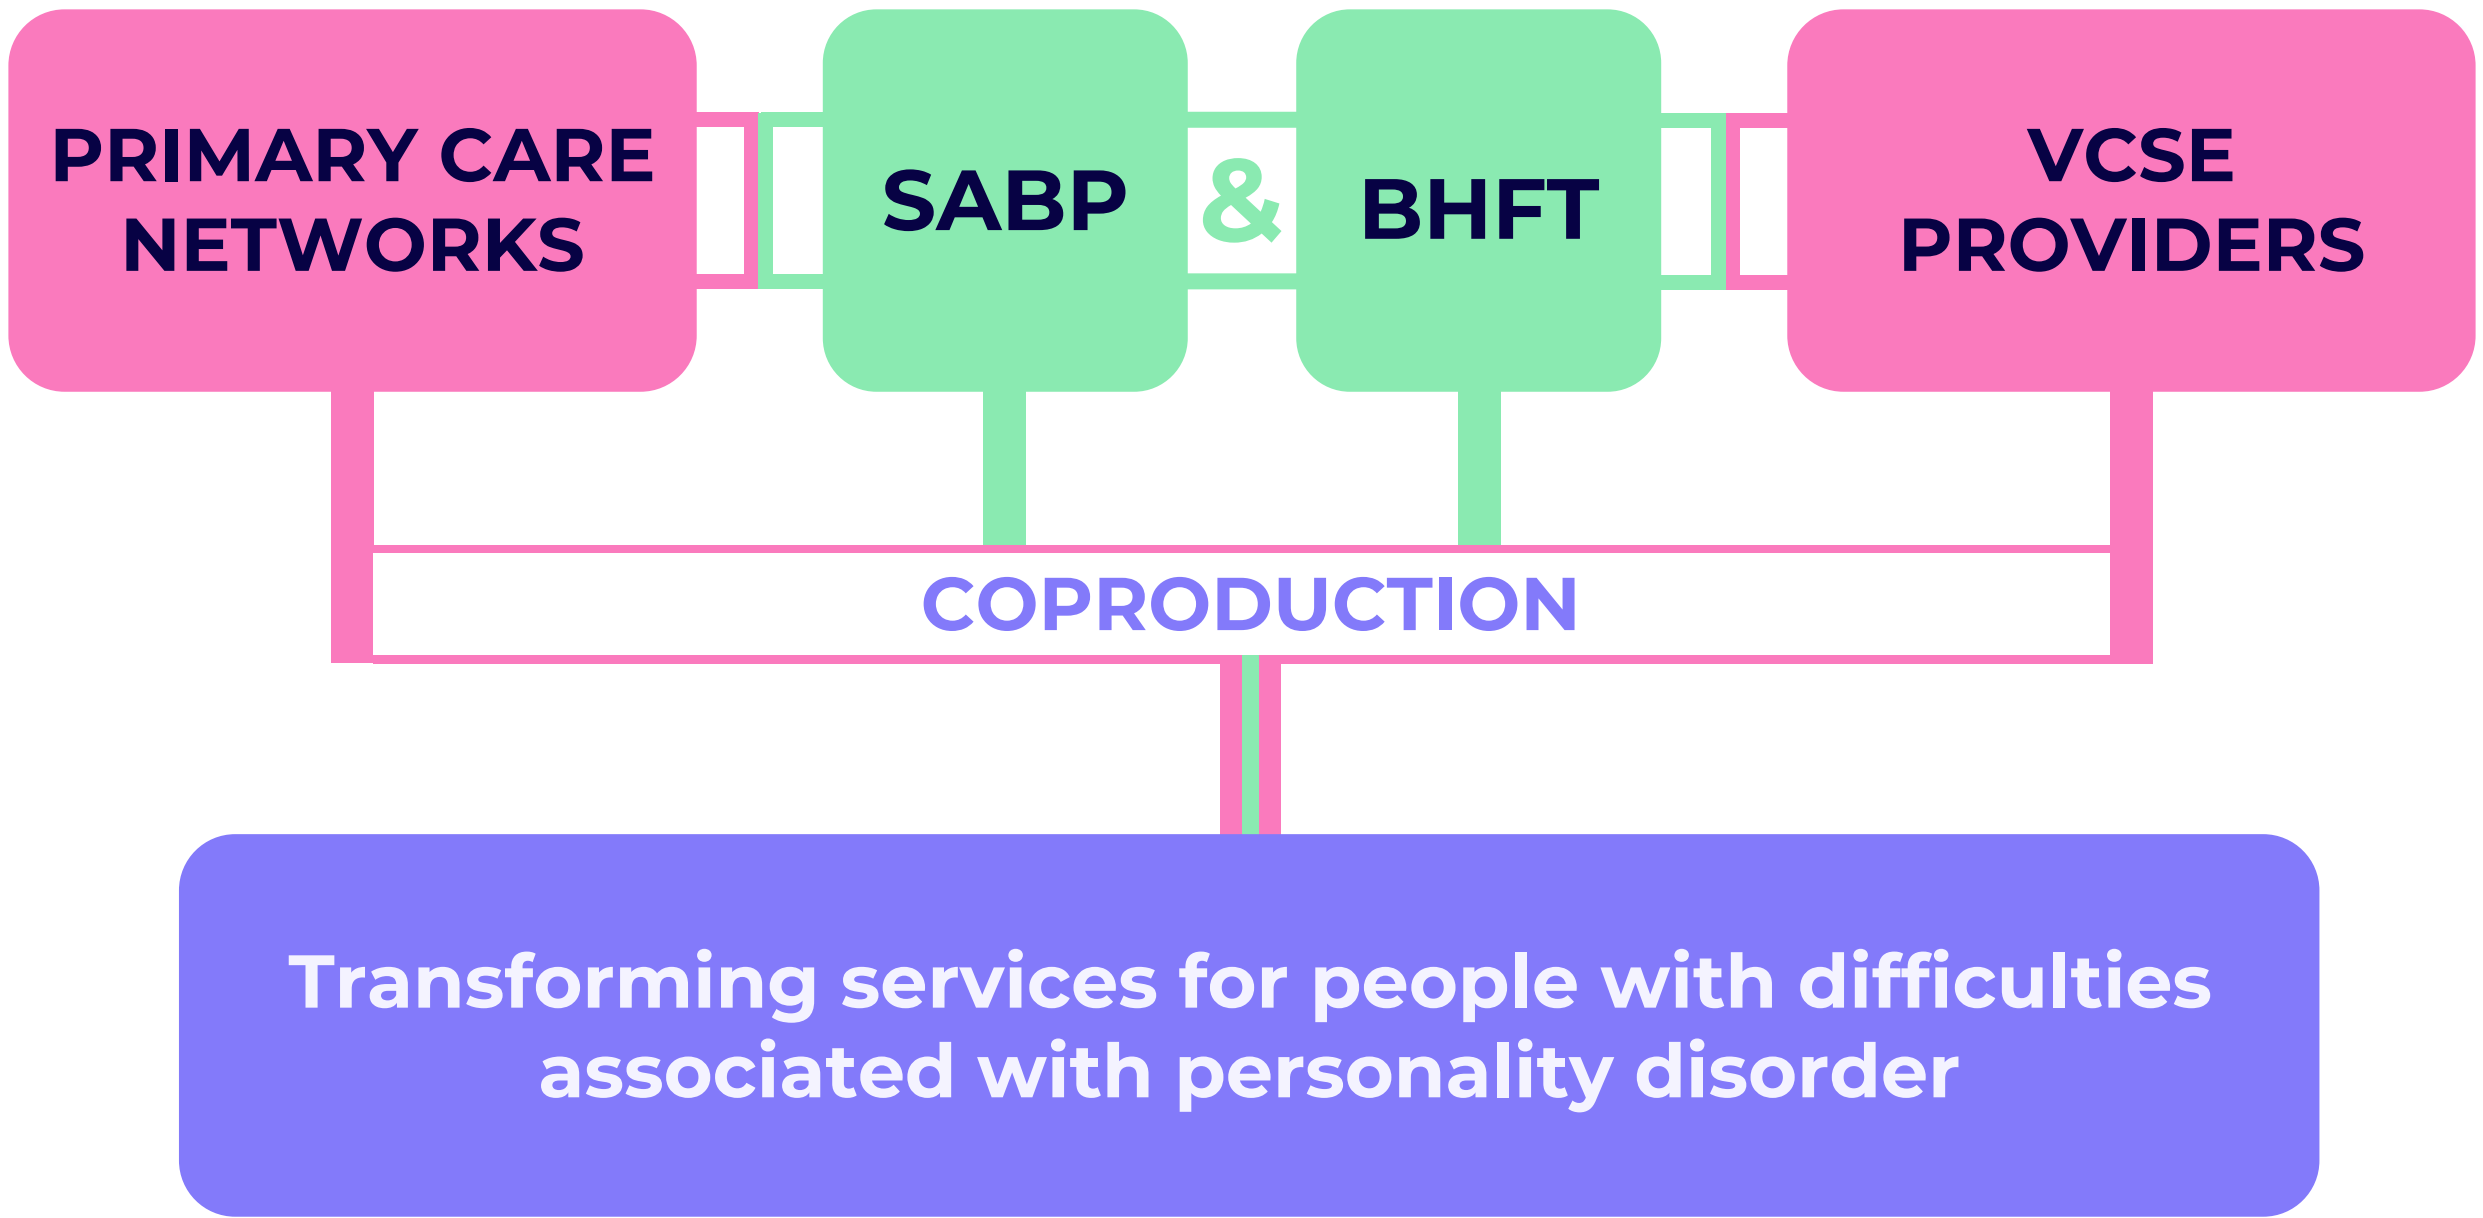 PRIMARY CARE
NETWORKS
SABP
&
BHFT
VCSE
PROVIDERS
COPRODUCTION
Transforming services for people with difficulties
associated with personality disorder